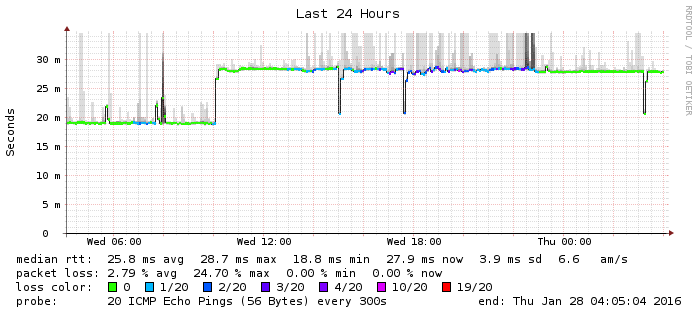 Last 24 Hours
RRDTOOL / TOBI OETIKER
Seconds
30 m
25 m
20 m
15 m
10 m
5 m
0
Wed 06:00 Wed 12:00 Wed 18:00 Thu 00:00
median rtt: 25.8 ms avg 28.7 ms max 18.8 ms min 27.9 ms now 3.9 ms sd 6.6 am/s
packet loss: 2.79 % avg 24.70 % max 0.00 % min 0.00 % now
loss color: 0 1/20 2/20 3/20 4/20 10/20 19/20
probe: 20 ICMP Echo Pings (56 Bytes) every 300s end: Thu Jan 28 04:05:04 2016